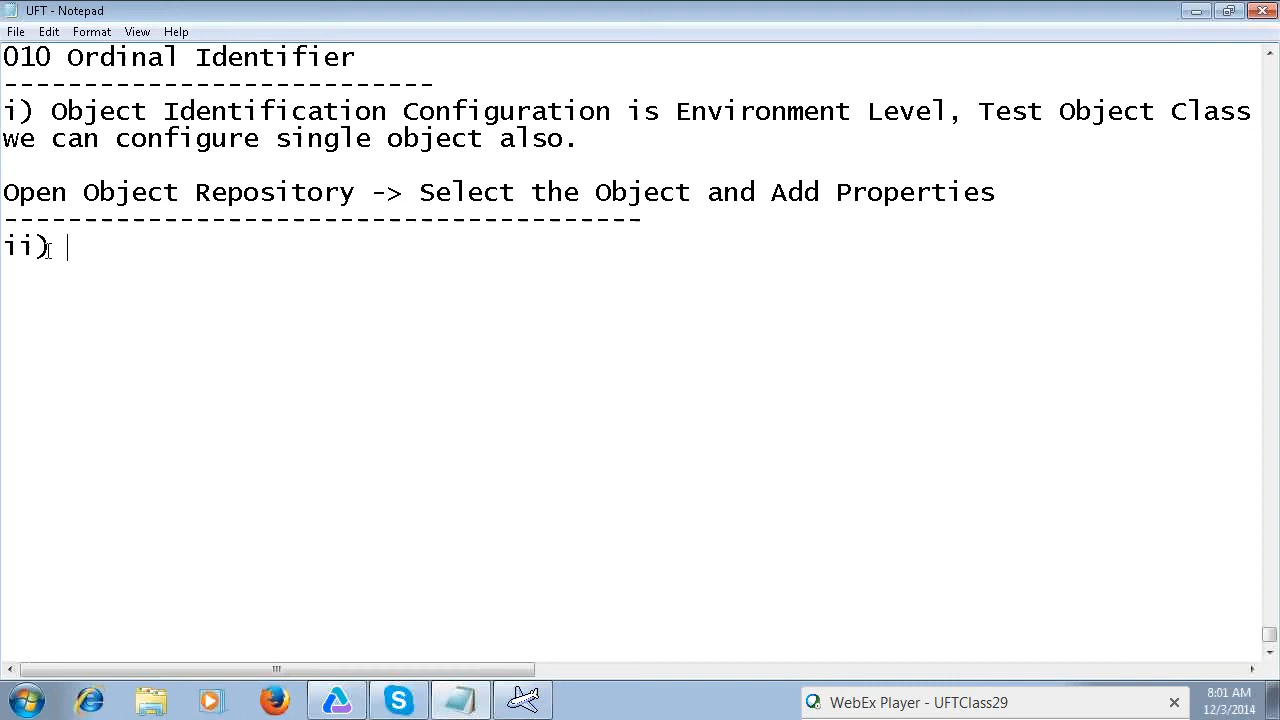 UFT - Notepad
File Edit Format View Help
010 Ordinal Identifier
---------------------------
i) Object Identification Configuration is Environment Level, Test Object Class
we can configure single object also.
Open Object Repository -> Select the Object and Add Properties
----------------------------------------
ii)
WebEx Player - UFTClass29
8:01 AM
12/3/2014